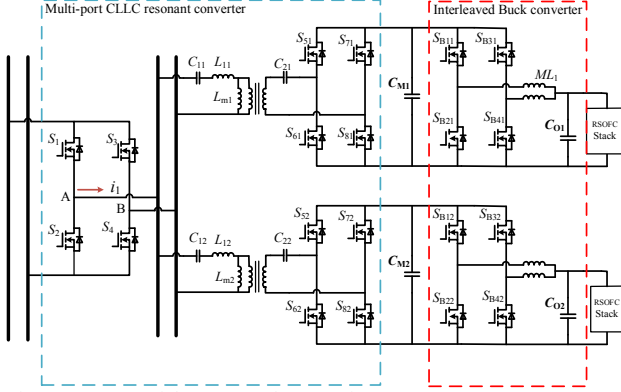 Multi-port CLLC resonant converter
Interleaved Buck converter
S51
S71
SB11
SB31
C11
L11
C21
Lm1
CM1
ML1
S61
S81
SB21
SB41
CO1
RSOFC
Stack
S1
S3
A
i1
B
S2
S4
S52
S72
SB12
SB32
C12
L12
C22
Lm2
CM2
S62
S82
SB22
SB42
CO2
RSOFC
Stack